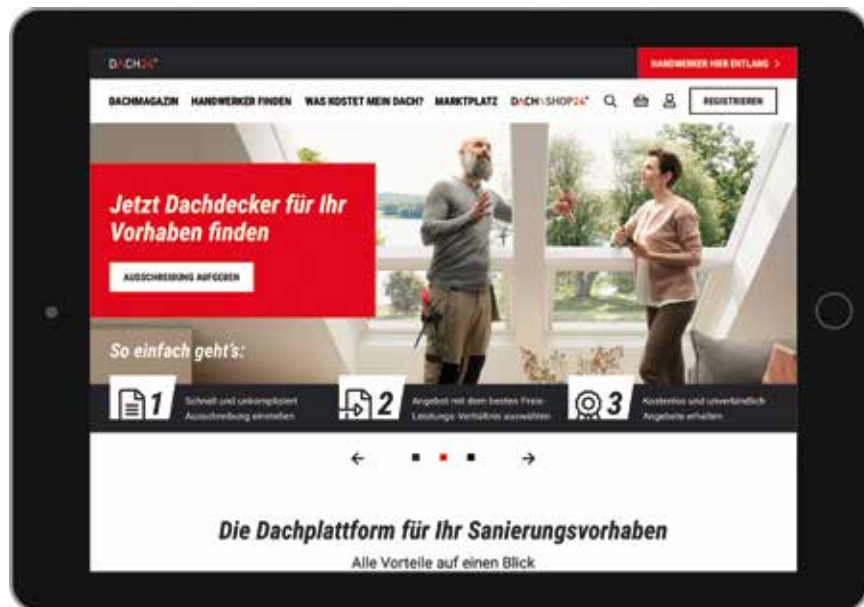 DACH24
HANDWERKER HIER ENTLANG >
DACHMAGAZIN HANDWERKER FINDEN WAS KOSTET MEIN DACH? MARKTPLATZ DACH\SHOP24 REGISTRIEREN
Jetzt Dachdecker für Ihr
Vorhaben finden
AUSSCHREIBUNG AUFGEBEN
So einfach geht's:
1 Schnell und unkompliziert
Ausschreibung einstellen
2 Angebot mit dem besten Preis-
Leistungs-Verhältnis auswählen
3 Kostenlos und unverbindlich
Angebote erhalten
Die Dachplattform für Ihr Sanierungsvorhaben
Alle Vorteile auf einen Blick